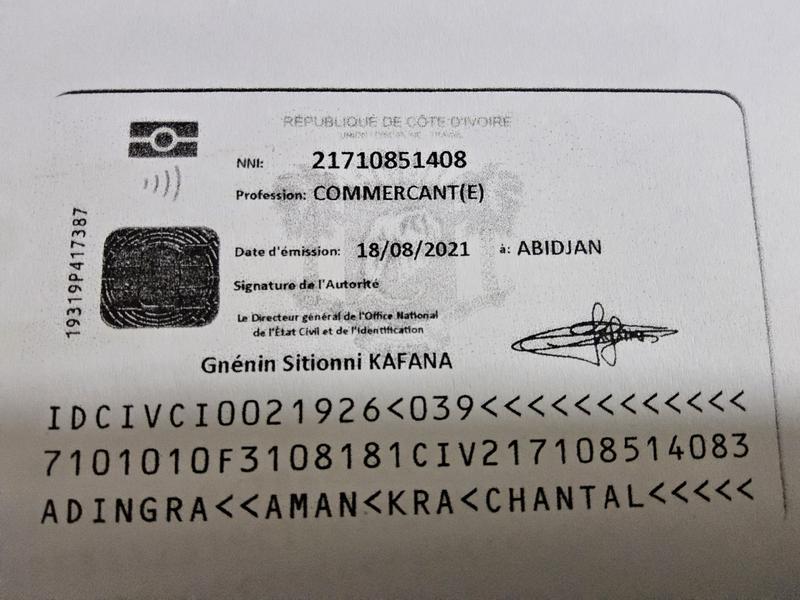 RÉPUBLIQUE DE CÔTE D'IVOIRE
NNI: 21710851408
Profession: COMMERCANT(E)
19319P417387
Date d'émission: 18/08/2021 à: ABIDJAN
Signature de l'Autorité
Le Directeur général de l'Office National
de l'État Civil et de l'Identification
Gnénin Sitionni KAFANA
IDCIVCI0021926<039<<<<<<<<<<<<
7101010F3108181CIV217108514083
ADINGRA<<AMAN<KRA<CHANTAL<<<<<